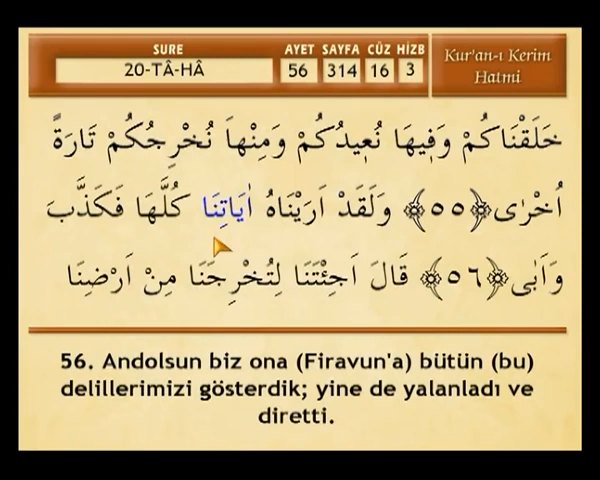 SURE AYET SAYFA CÜZ HİZB
20-TÂ-HÂ 56 314 16 3
Kur'an-ı Kerim
Hatmi
خَلَقْنَاكُمْ وَفٖيهَا نُعٖيدُكُمْ وَمِنْهَا نُخْرِجُكُمْ تَارَةً
اُخْرٰى ﴿٥٥﴾ وَلَقَدْ اَرَيْنَاهُ اٰيَاتِنَا كُلَّهَا فَكَذَّبَ
وَاَبٰى ﴿٥٦﴾ قَالَ اَجِئْتَنَا لِتُخْرِجَنَا مِنْ اَرْضِنَا
56. Andolsun biz ona (Firavun'a) bütün (bu)
delillerimizi gösterdik; yine de yalanladı ve
diretti.